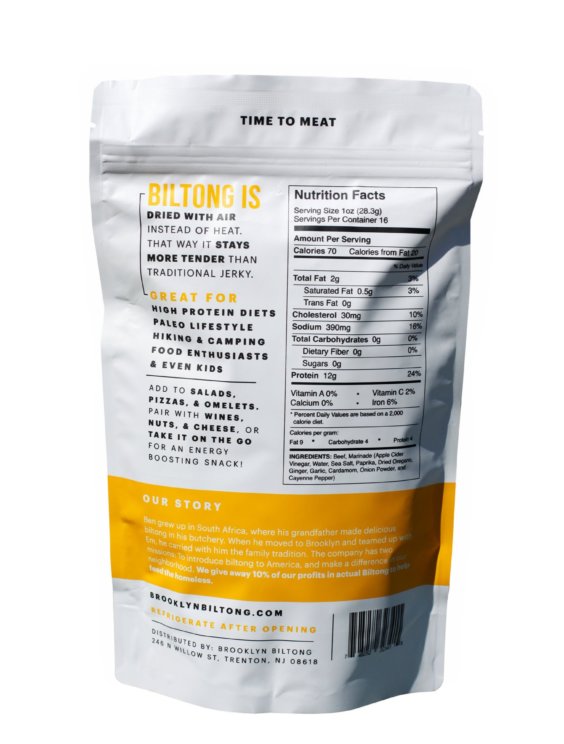 TIME TO MEAT
BILTONG IS
DRIED WITH AIR
INSTEAD OF HEAT.
THAT WAY IT STAYS
MORE TENDER THAN
TRADITIONAL JERKY.
GREAT FOR
HIGH PROTEIN DIETS
PALEO LIFESTYLE
HIKING & CAMPING
FOOD ENTHUSIASTS
& EVEN KIDS
ADD TO SALADS,
PIZZAS, & OMELETS.
PAIR WITH WINES,
NUTS, & CHEESE, OR
TAKE IT ON THE GO
FOR AN ENERGY
BOOSTING SNACK!
Nutrition Facts
Serving Size 1oz (28.3g)
Servings Per Container 16
Amount Per Serving
Calories 70 Calories from Fat 20
% Daily Value
Total Fat 2g 3%
Saturated Fat 0.5g 3%
Trans Fat 0g
Cholesterol 30mg 10%
Sodium 390mg 16%
Total Carbohydrates 0g 0%
Dietary Fiber 0g 0%
Sugars 0g
Protein 12g 24%
Vitamin A 0% • Vitamin C 2%
Calcium 0% • Iron 6%
* Percent Daily Values are based on a 2,000
calorie diet.
Calories per gram:
Fat 9 * Carbohydrate 4 * Protein 4
INGREDIENTS: Beef, Marinade (Apple Cider
Vinegar, Water, Sea Salt, Paprika, Dried Oregano,
Ginger, Garlic, Cardamom, Onion Powder, and
Cayenne Pepper)
OUR STORY
Ben grew up in South Africa, where his grandfather made delicious
biltong in his butchery. When he moved to Brooklyn and teamed up with
Em, he carried with him the family tradition. The company has two
missions: To introduce biltong to America, and make a difference in our
neighborhood. We give away 10% of our profits in actual Biltong to help
feed the homeless.
BROOKLYNBILTONG.COM
REFRIGERATE AFTER OPENING
DISTRIBUTED BY: BROOKLYN BILTONG
246 N WILLOW ST, TRENTON, NJ 08618